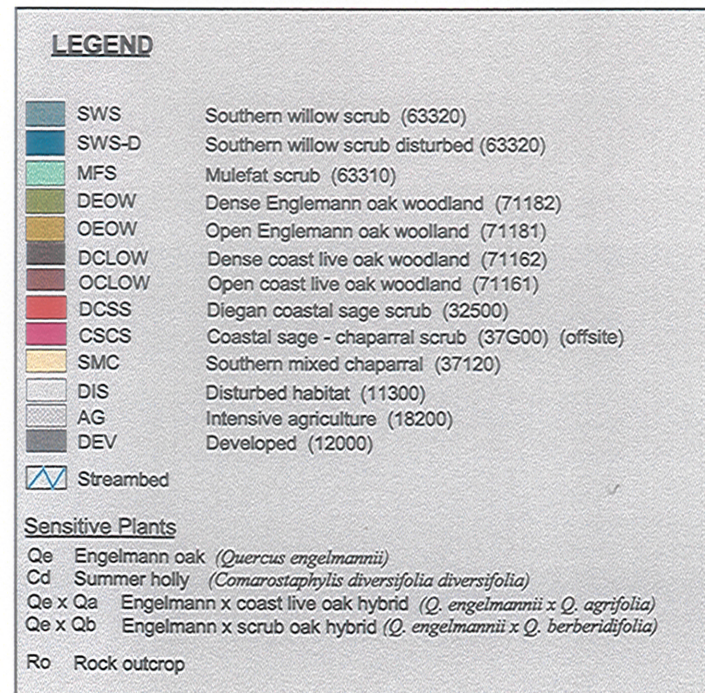 LEGEND
SWS Southern willow scrub (63320)
SWS-D Southern willow scrub disturbed (63320)
MFS Mulefat scrub (63310)
DEOW Dense Englemann oak woodland (71182)
OEOW Open Englemann oak woolland (71181)
DCLOW Dense coast live oak woodland (71162)
OCLOW Open coast live oak woodland (71161)
DCSS Diegan coastal sage scrub (32500)
CSCS Coastal sage - chaparral scrub (37G00) (offsite)
SMC Southern mixed chaparral (37120)
DIS Disturbed habitat (11300)
AG Intensive agriculture (18200)
DEV Developed (12000)
Streambed
Sensitive Plants
Qe Engelmann oak (Quercus engelmannii)
Cd Summer holly (Comarostaphylis diversifolia diversifolia)
Qe x Qa Engelmann x coast live oak hybrid (Q. engelmannii x Q. agrifolia)
Qe x Qb Engelmann x scrub oak hybrid (Q. engelmannii x Q. berberidifolia)
Ro Rock outcrop